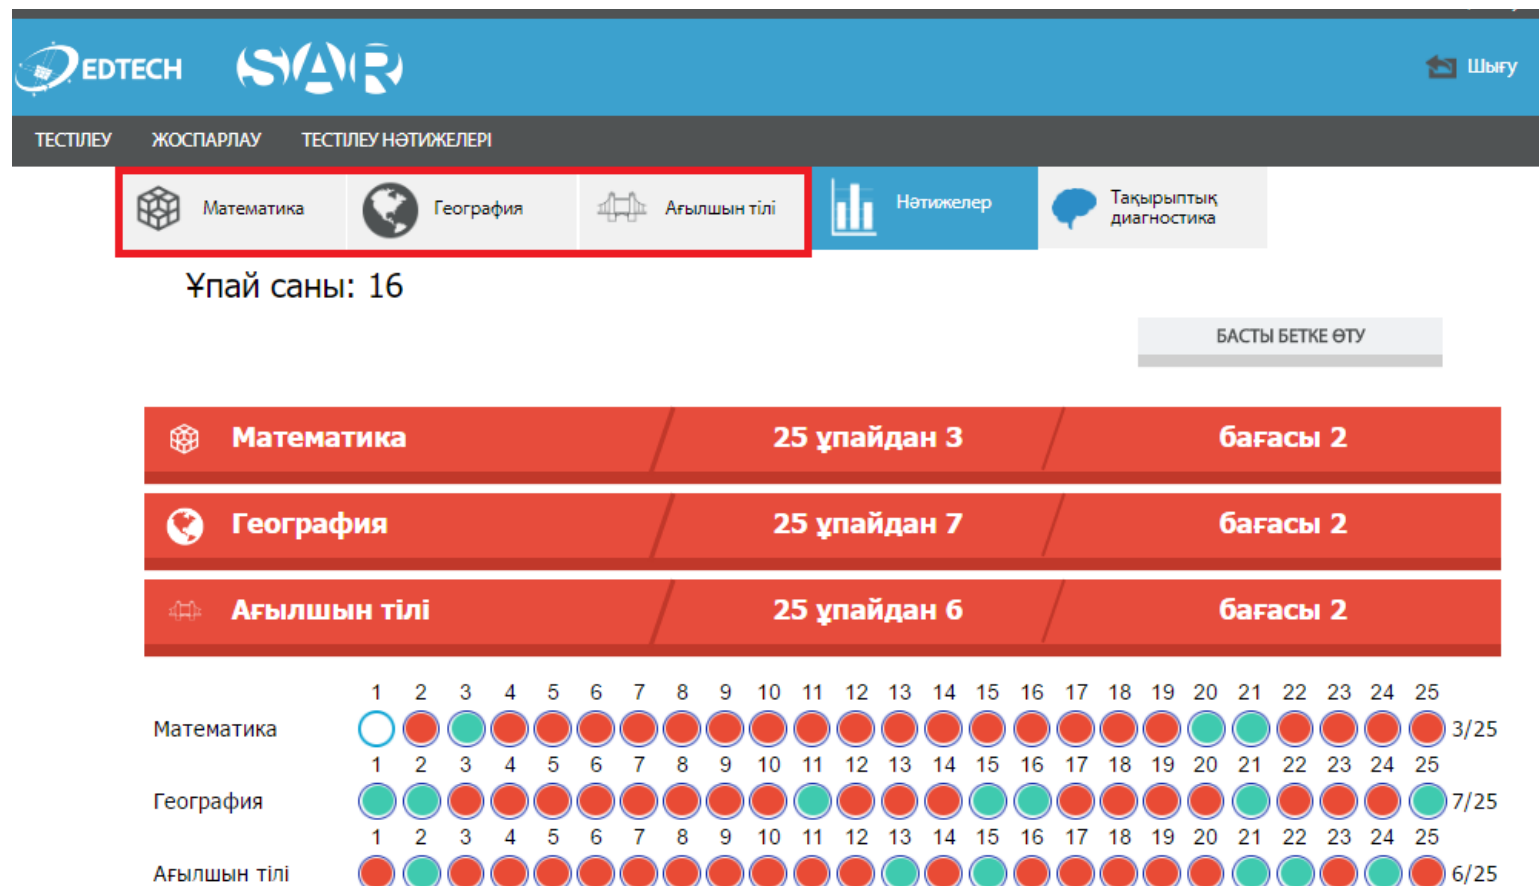 EDTECH SAR Шығу
ТЕСТІЛЕУ ЖОСПАРЛАУ ТЕСТІЛЕУ НӘТИЖЕЛЕРІ
Математика География Ағылшын тілі Нәтижелер Тақырыптық
диагностика
Ұпай саны: 16
БАСТЫ БЕТКЕ ӨТУ
Математика 25 ұпайдан 3 бағасы 2
География 25 ұпайдан 7 бағасы 2
Ағылшын тілі 25 ұпайдан 6 бағасы 2
1 2 3 4 5 6 7 8 9 10 11 12 13 14 15 16 17 18 19 20 21 22 23 24 25
Математика 3/25
1 2 3 4 5 6 7 8 9 10 11 12 13 14 15 16 17 18 19 20 21 22 23 24 25
География 7/25
1 2 3 4 5 6 7 8 9 10 11 12 13 14 15 16 17 18 19 20 21 22 23 24 25
Ағылшын тілі 6/25